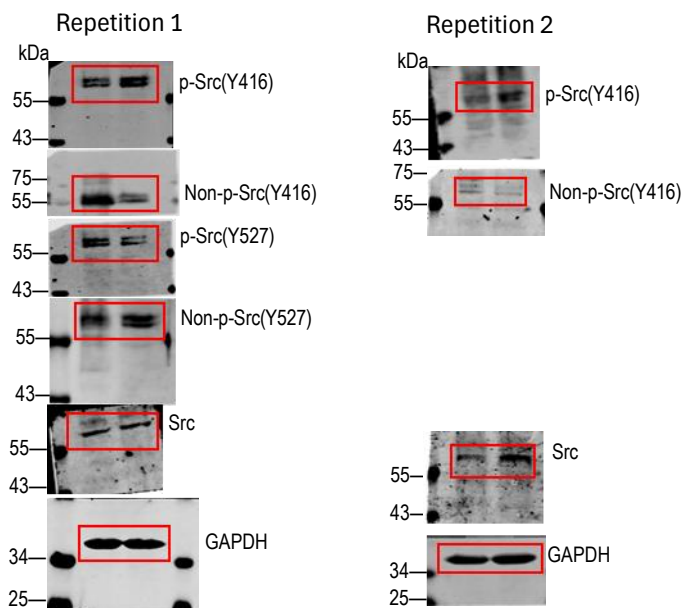 Repetition 1
kDa
p-Src(Y416)
55
43
75
Non-p-Src(Y416)
55
p-Src(Y527)
55
43
Non-p-Src(Y527)
55
43
Src
55
43
GAPDH
34
25
Repetition 2
kDa
p-Src(Y416)
55
43
75
Non-p-Src(Y416)
55
Src
55
43
GAPDH
34
25